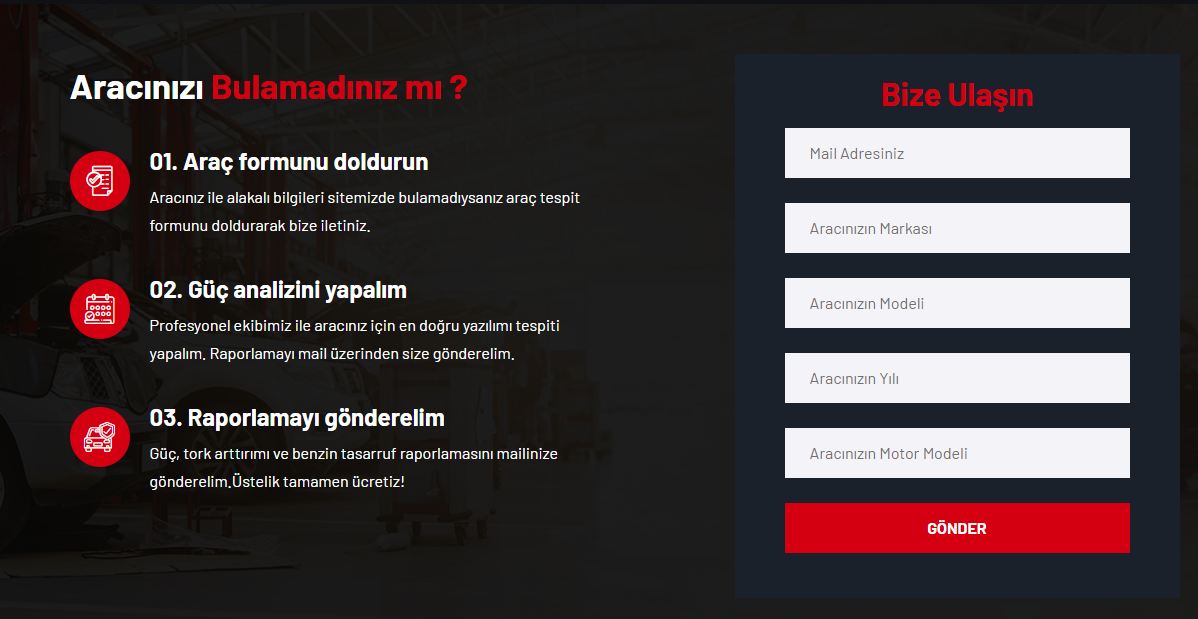 Aracınızı Bulamadınız mı ?
01. Araç formunu doldurun
Aracınız ile alakalı bilgileri sitemizde bulamadıysanız araç tespit
formunu doldurarak bize iletiniz.
02. Güç analizini yapalım
Profesyonel ekibimiz ile aracınız için en doğru yazılımı tespiti
yapalım. Raporlamayı mail üzerinden size gönderelim.
03. Raporlamayı gönderelim
Güç, tork arttırımı ve benzin tasarruf raporlamasını mailinize
gönderelim.Üstelik tamamen ücretiz!
Bize Ulaşın
Mail Adresiniz
Aracınızın Markası
Aracınızın Modeli
Aracınızın Yılı
Aracınızın Motor Modeli
GÖNDER